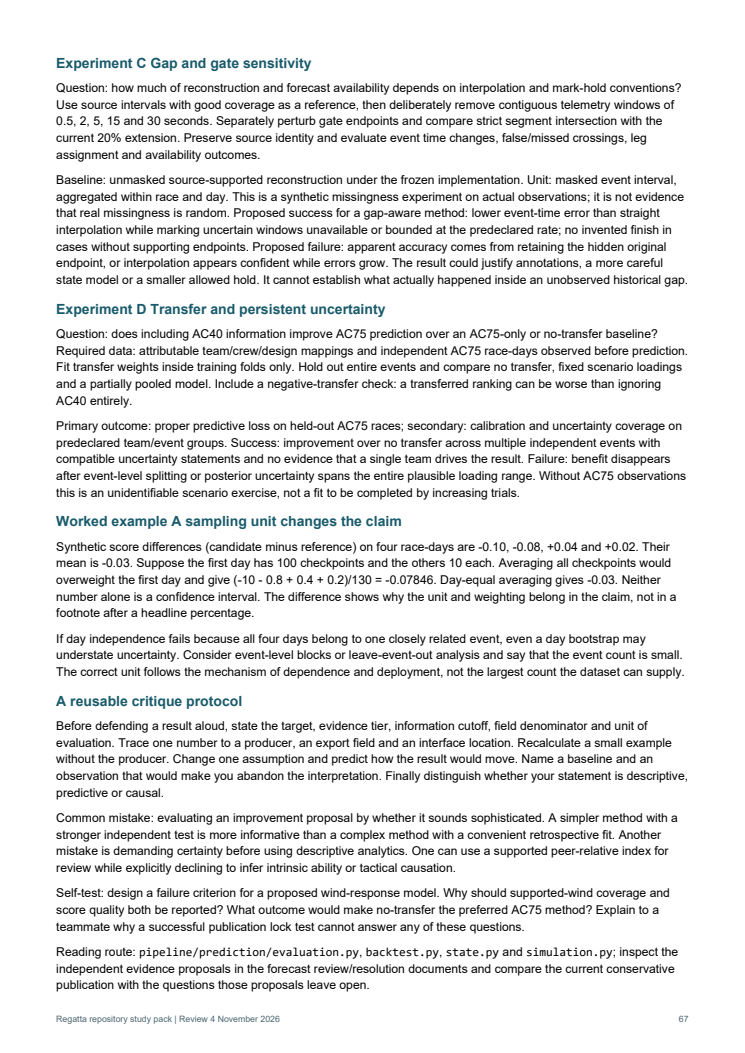 Experiment C Gap and gate sensitivity
Question: how much of reconstruction and forecast availability depends on interpolation and mark-hold conventions?
Use source intervals with good coverage as a reference, then deliberately remove contiguous telemetry windows of
0.5, 2, 5, 15 and 30 seconds. Separately perturb gate endpoints and compare strict segment intersection with the
current 20% extension. Preserve source identity and evaluate event time changes, false/missed crossings, leg
assignment and availability outcomes.
Baseline: unmasked source-supported reconstruction under the frozen implementation. Unit: masked event interval,
aggregated within race and day. This is a synthetic missingness experiment on actual observations; it is not evidence
that real missingness is random. Proposed success for a gap-aware method: lower event-time error than straight
interpolation while marking uncertain windows unavailable or bounded at the predeclared rate; no invented finish in
cases without supporting endpoints. Proposed failure: apparent accuracy comes from retaining the hidden original
endpoint, or interpolation appears confident while errors grow. The result could justify annotations, a more careful
state model or a smaller allowed hold. It cannot establish what actually happened inside an unobserved historical gap.
Experiment D Transfer and persistent uncertainty
Question: does including AC40 information improve AC75 prediction over an AC75-only or no-transfer baseline?
Required data: attributable team/crew/design mappings and independent AC75 race-days observed before prediction.
Fit transfer weights inside training folds only. Hold out entire events and compare no transfer, fixed scenario loadings
and a partially pooled model. Include a negative-transfer check: a transferred ranking can be worse than ignoring
AC40 entirely.
Primary outcome: proper predictive loss on held-out AC75 races; secondary: calibration and uncertainty coverage on
predeclared team/event groups. Success: improvement over no transfer across multiple independent events with
compatible uncertainty statements and no evidence that a single team drives the result. Failure: benefit disappears
after event-level splitting or posterior uncertainty spans the entire plausible loading range. Without AC75 observations
this is an unidentifiable scenario exercise, not a fit to be completed by increasing trials.
Worked example A sampling unit changes the claim
Synthetic score differences (candidate minus reference) on four race-days are -0.10, -0.08, +0.04 and +0.02. Their
mean is -0.03. Suppose the first day has 100 checkpoints and the others 10 each. Averaging all checkpoints would
overweight the first day and give (-10 - 0.8 + 0.4 + 0.2)/130 = -0.07846. Day-equal averaging gives -0.03. Neither
number alone is a confidence interval. The difference shows why the unit and weighting belong in the claim, not in a
footnote after a headline percentage.
If day independence fails because all four days belong to one closely related event, even a day bootstrap may
understate uncertainty. Consider event-level blocks or leave-event-out analysis and say that the event count is small.
The correct unit follows the mechanism of dependence and deployment, not the largest count the dataset can supply.
A reusable critique protocol
Before defending a result aloud, state the target, evidence tier, information cutoff, field denominator and unit of
evaluation. Trace one number to a producer, an export field and an interface location. Recalculate a small example
without the producer. Change one assumption and predict how the result would move. Name a baseline and an
observation that would make you abandon the interpretation. Finally distinguish whether your statement is descriptive,
predictive or causal.
Common mistake: evaluating an improvement proposal by whether it sounds sophisticated. A simpler method with a
stronger independent test is more informative than a complex method with a convenient retrospective fit. Another
mistake is demanding certainty before using descriptive analytics. One can use a supported peer-relative index for
review while explicitly declining to infer intrinsic ability or tactical causation.
Self-test: design a failure criterion for a proposed wind-response model. Why should supported-wind coverage and
score quality both be reported? What outcome would make no-transfer the preferred AC75 method? Explain to a
teammate why a successful publication lock test cannot answer any of these questions.
Reading route: pipeline/prediction/evaluation.py, backtest.py, state.py and simulation.py; inspect the
independent evidence proposals in the forecast review/resolution documents and compare the current conservative
publication with the questions those proposals leave open.
Regatta repository study pack | Review 4 November 2026
67